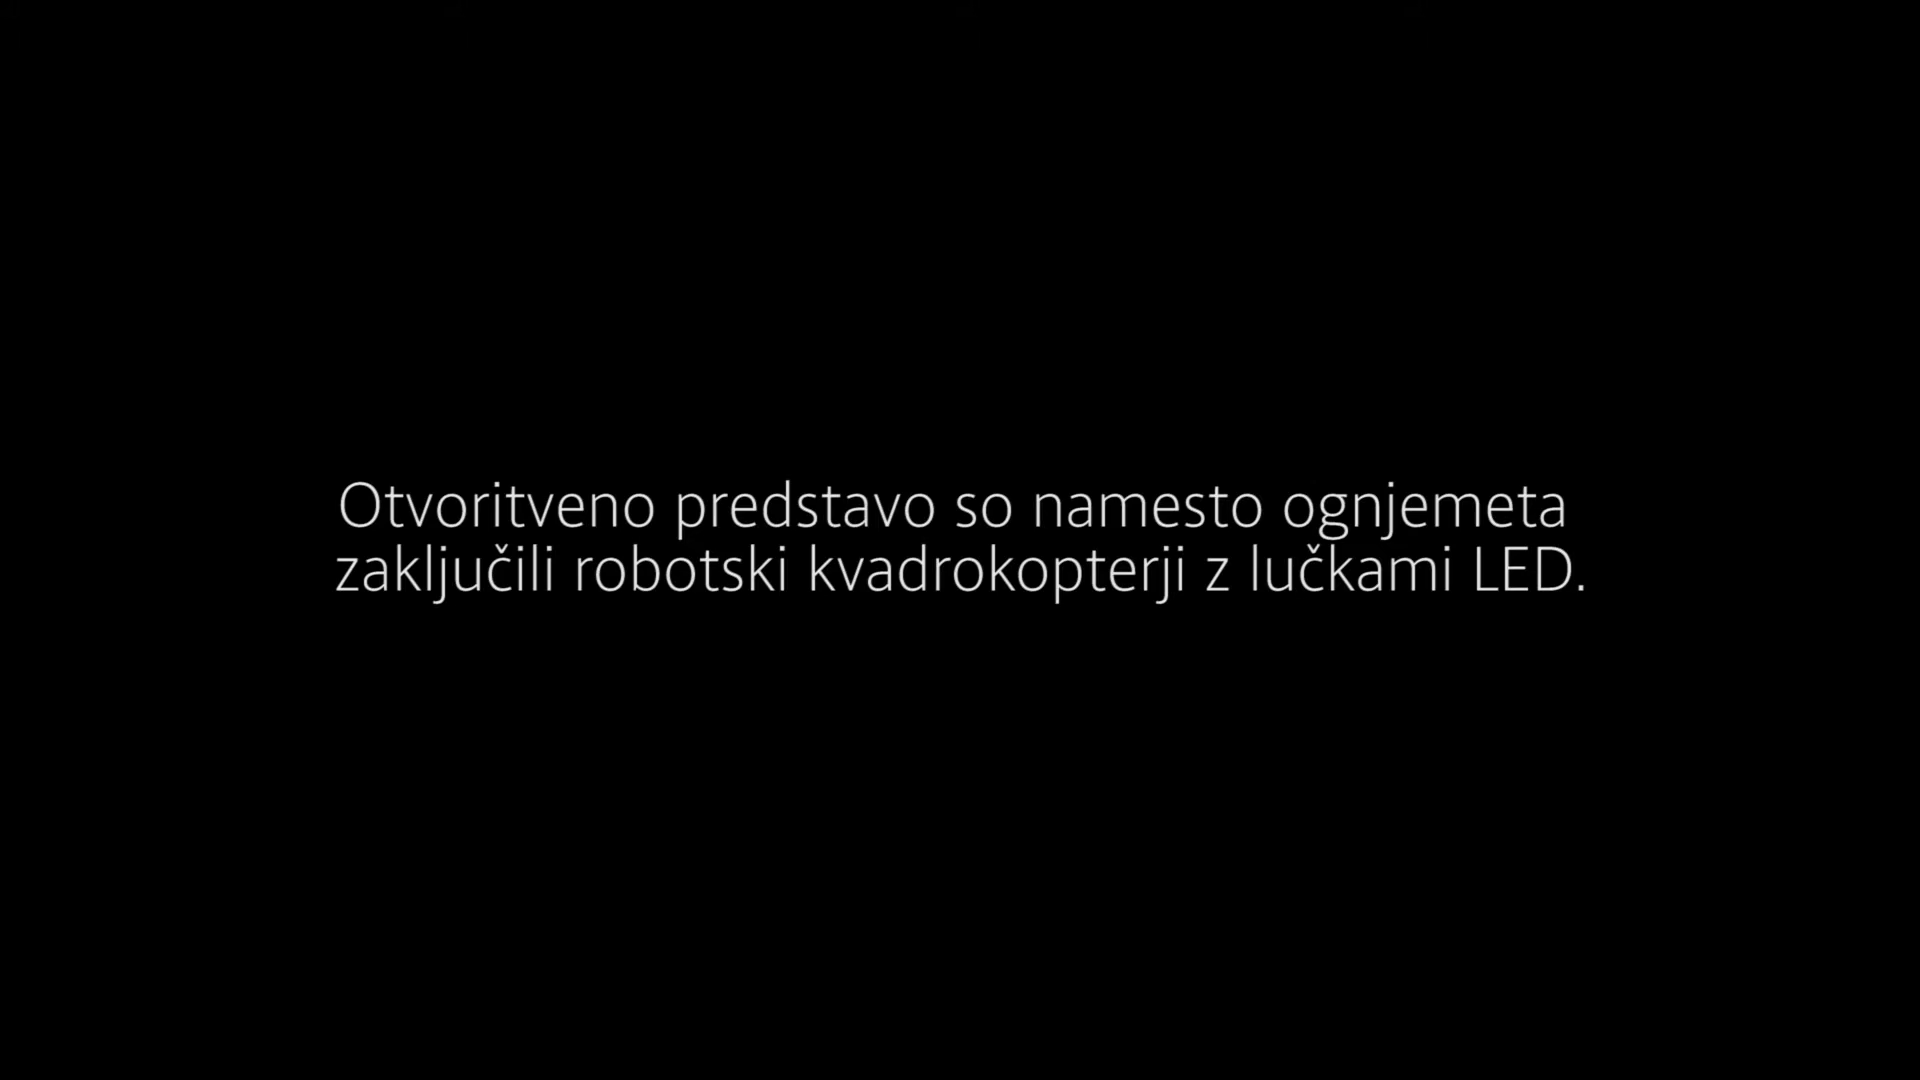 Otvoritveno predstavo so namesto ognjemeta
zaključili robotski kvadrokopterji z lučkami LED.